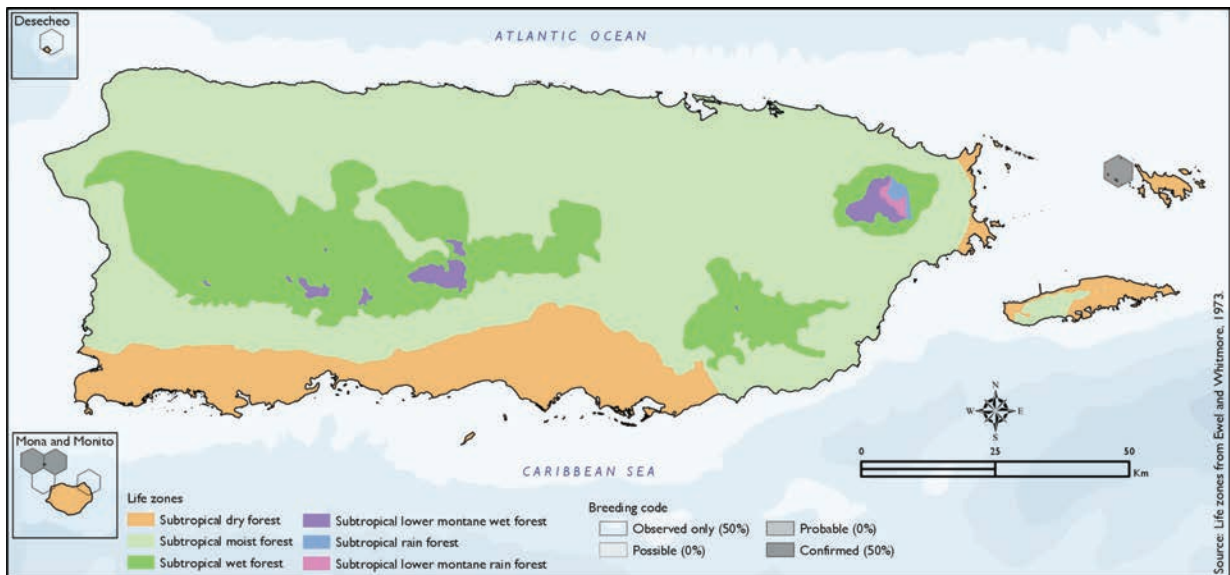 Desecheo
ATLANTIC OCEAN
Source: Life zones from Ewel and Whitmore, 1973.
N
W E
S
Mona and Monito
CARIBBEAN SEA
0 25 50
Km
Life zones
Subtropical dry forest
Subtropical moist forest
Subtropical wet forest
Subtropical lower montane wet forest
Subtropical rain forest
Subtropical lower montane rain forest
Breeding code
Observed only (50%)
Possible (0%)
Probable (0%)
Confirmed (50%)